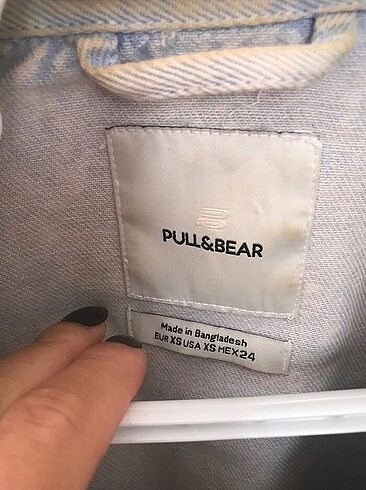 PULL&BEAR
Made in Bangladesh
EUR XS USA XS MEX24